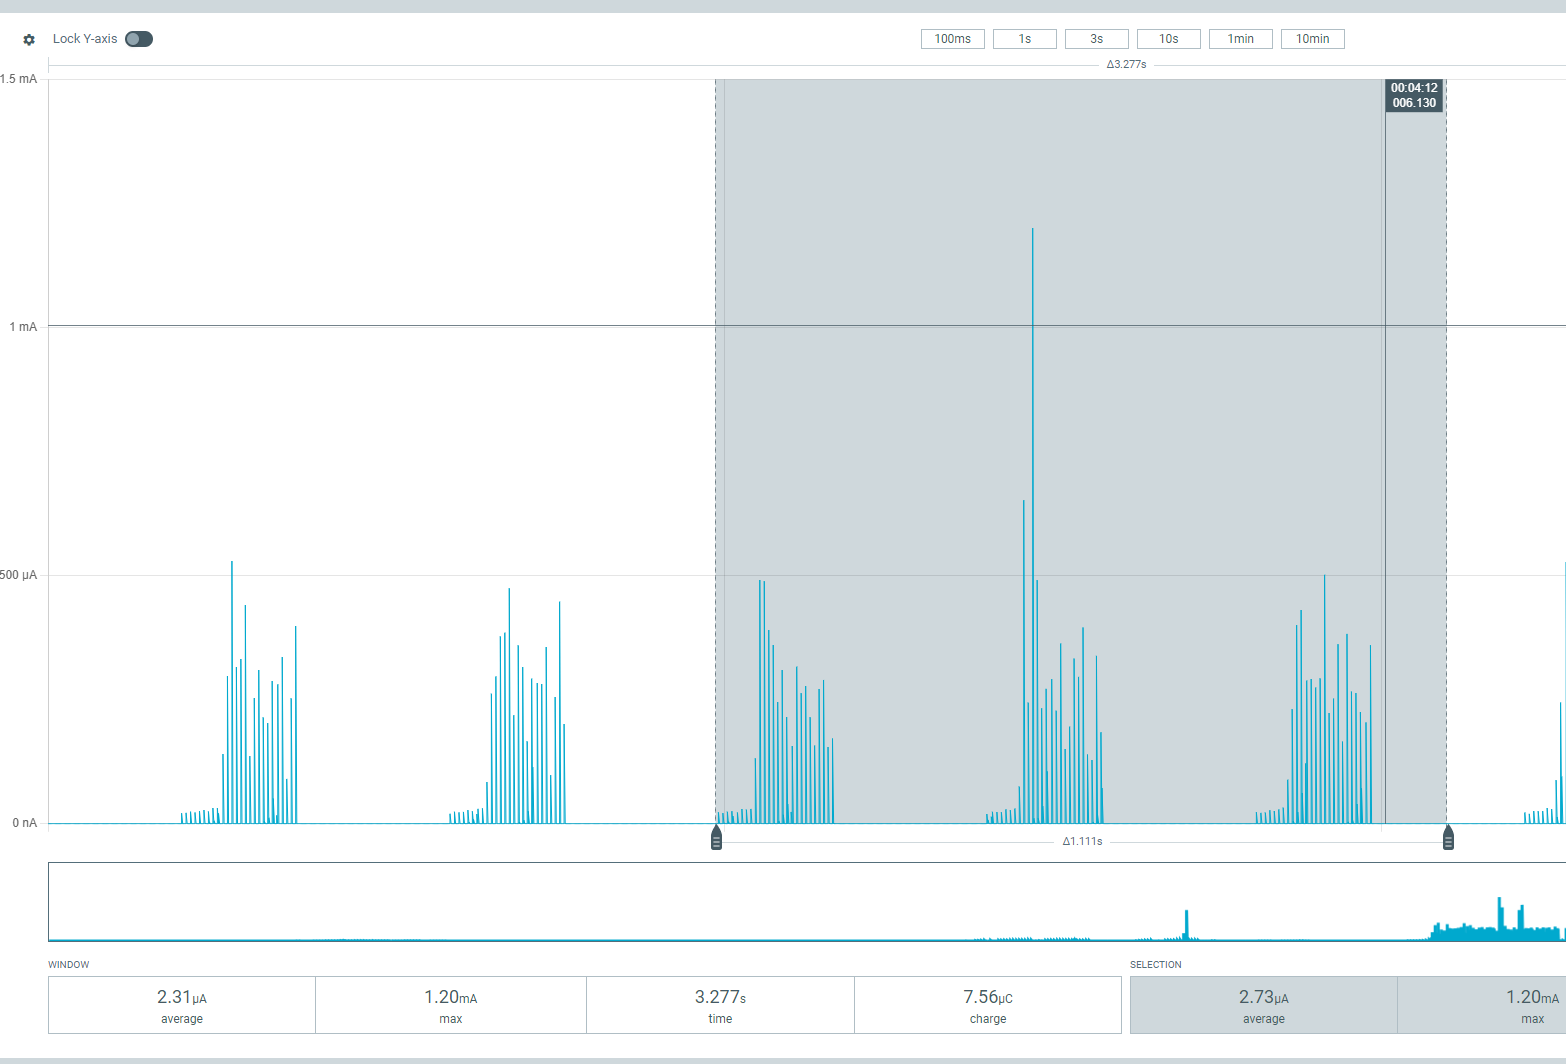 Lock Y-axis
100ms 1s 3s 10s 1min 10min
Δ3.277s
1.5 mA
00:04:12
006.130
1 mA
500 µA
0 nA
Δ1.111s
WINDOW
2.31µA
average
1.20mA
max
3.277s
time
7.56µC
charge
SELECTION
2.73µA
average
1.20mA
max